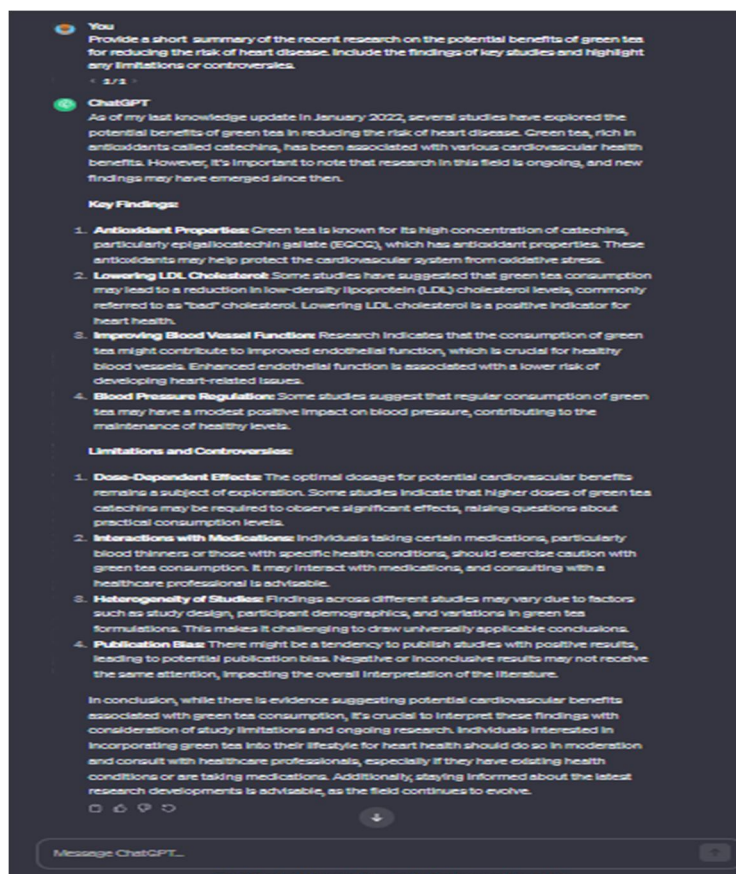 You
Provide a short summary of the recent research on the potential benefits of green tea
for reducing the risk of heart disease. Include the findings of key studies and highlight
any limitations or controversies.
< 1/1 >
ChatGPT
As of my last knowledge update in January 2022, several studies have explored the
potential benefits of green tea in reducing the risk of heart disease. Green tea, rich in
antioxidants called catechins, has been associated with various cardiovascular health
benefits. However, it's important to note that research in this field is ongoing, and new
findings may have emerged since then.
Key Findings:
1. Antioxidant Properties: Green tea is known for its high concentration of catechins,
particularly epigallocatechin gallate (EGCG), which has antioxidant properties. These
antioxidants may help protect the cardiovascular system from oxidative stress.
2. Lowering LDL Cholesterol: Some studies have suggested that green tea consumption
may lead to a reduction in low-density lipoprotein (LDL) cholesterol levels, commonly
referred to as "bad" cholesterol. Lowering LDL cholesterol is a positive indicator for
heart health.
3. Improving Blood Vessel Function: Research indicates that the consumption of green
tea might contribute to improved endothelial function, which is crucial for healthy
blood vessels. Enhanced endothelial function is associated with a lower risk of
developing heart-related issues.
4. Blood Pressure Regulation: Some studies suggest that regular consumption of green
tea may have a modest positive impact on blood pressure, contributing to the
maintenance of healthy levels.
Limitations and Controversies:
1. Dose-Dependent Effects: The optimal dosage for potential cardiovascular benefits
remains a subject of exploration. Some studies indicate that higher doses of green tea
catechins may be required to observe significant effects, raising questions about
practical consumption levels.
2. Interactions with Medications: Individuals taking certain medications, particularly
blood thinners or those with specific health conditions, should exercise caution with
green tea consumption. It may interact with medications, and consulting with a
healthcare professional is advisable.
3. Heterogeneity of Studies: Findings across different studies may vary due to factors
such as study design, participant demographics, and variations in green tea
formulations. This makes it challenging to draw universally applicable conclusions.
4. Publication Bias: There might be a tendency to publish studies with positive results,
leading to potential publication bias. Negative or inconclusive results may not receive
the same attention, impacting the overall interpretation of the literature.
In conclusion, while there is evidence suggesting potential cardiovascular benefits
associated with green tea consumption, it's crucial to interpret these findings with
consideration of study limitations and ongoing research. Individuals interested in
incorporating green tea into their lifestyle for heart health should do so in moderation
and consult with healthcare professionals, especially if they have existing health
conditions or are taking medications. Additionally, staying informed about the latest
research developments is advisable, as the field continues to evolve.
Message ChatGPT...